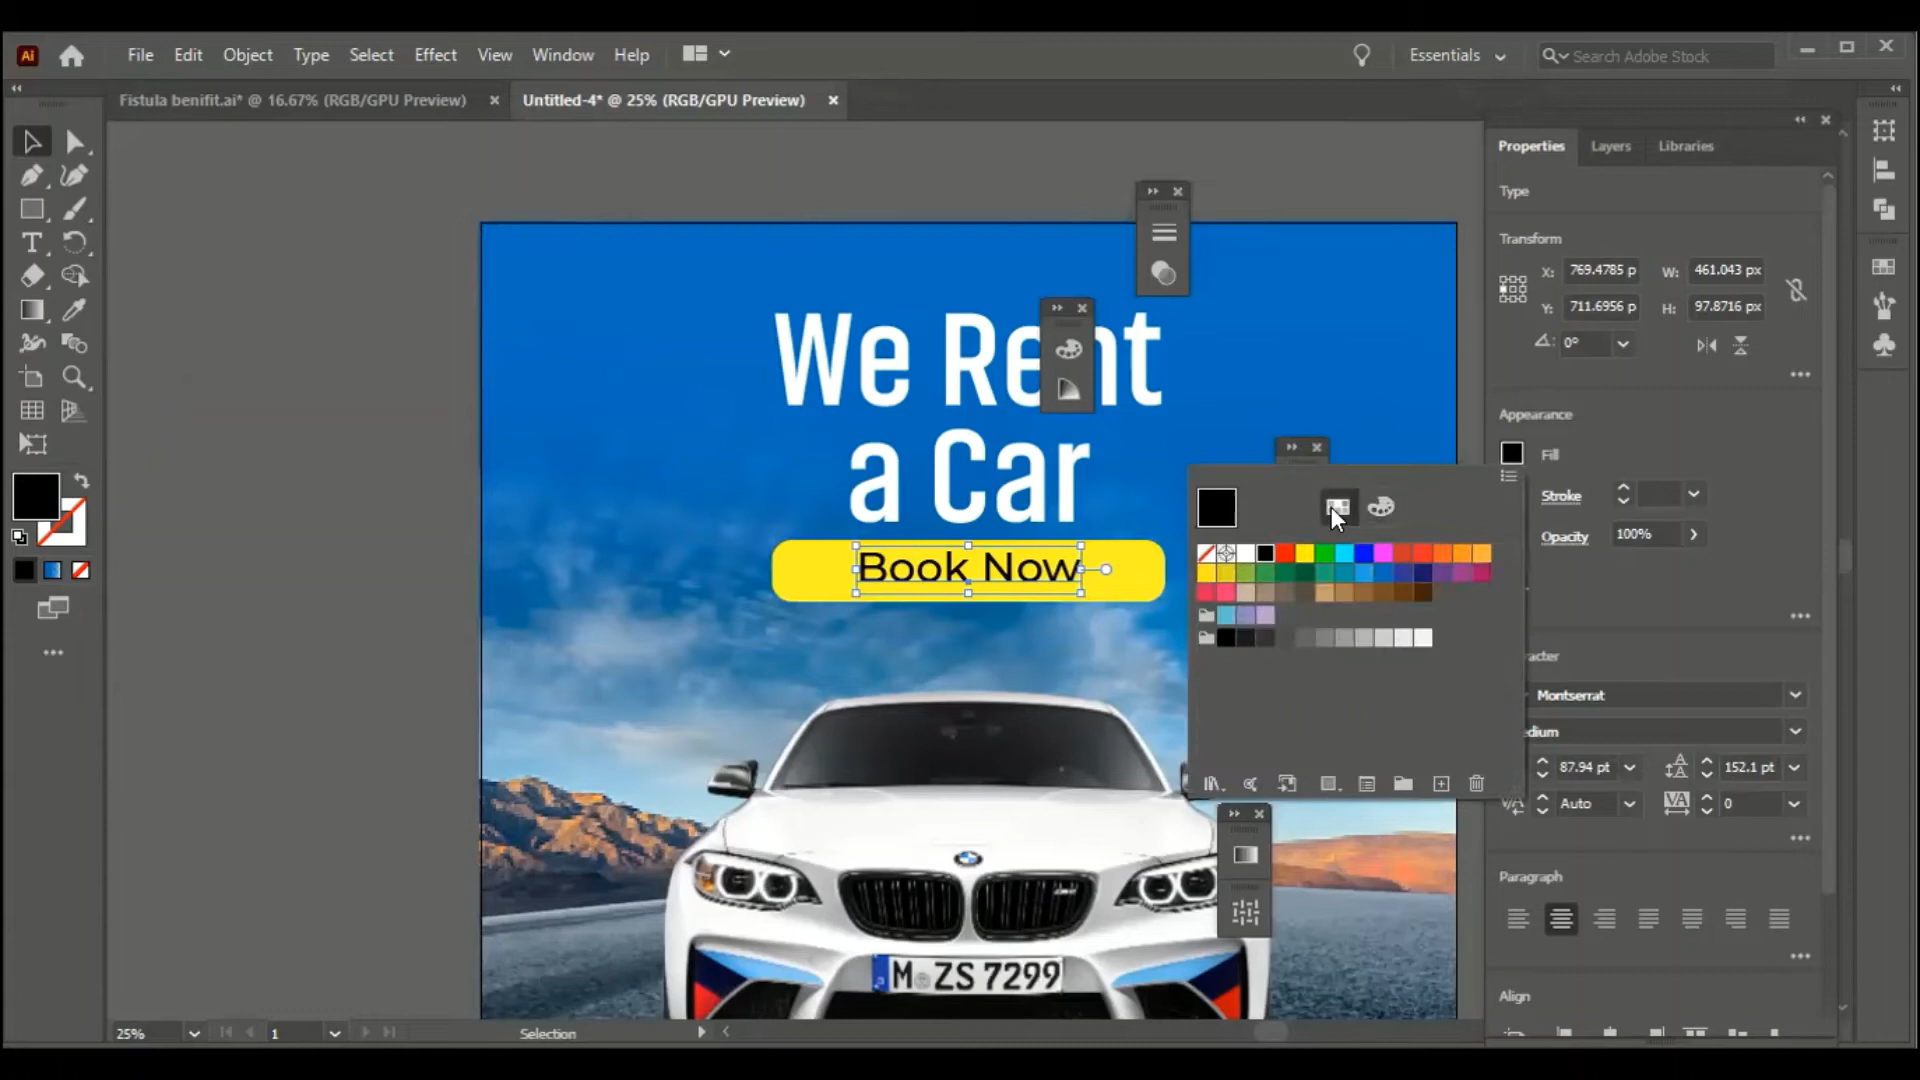 Ai File Edit Object Type Select Effect View Window Help Essentials Search Adobe Stock
Fistula benifit.ai* @ 16.67% (RGB/GPU Preview) Untitled-4* @ 25% (RGB/GPU Preview)
Properties Layers Libraries
Type
Transform
X: 769.4785 p W: 461.043 px
Y: 711.6956 p H: 97.8716 px
0°
Appearance
Fill
Stroke
Opacity 100%
We Rent
a Car
Book Now
M ZS 7299
racter
Montserrat
edium
87.94 pt 152.1 pt
Auto 0
Paragraph
Align
25% 1 Selection